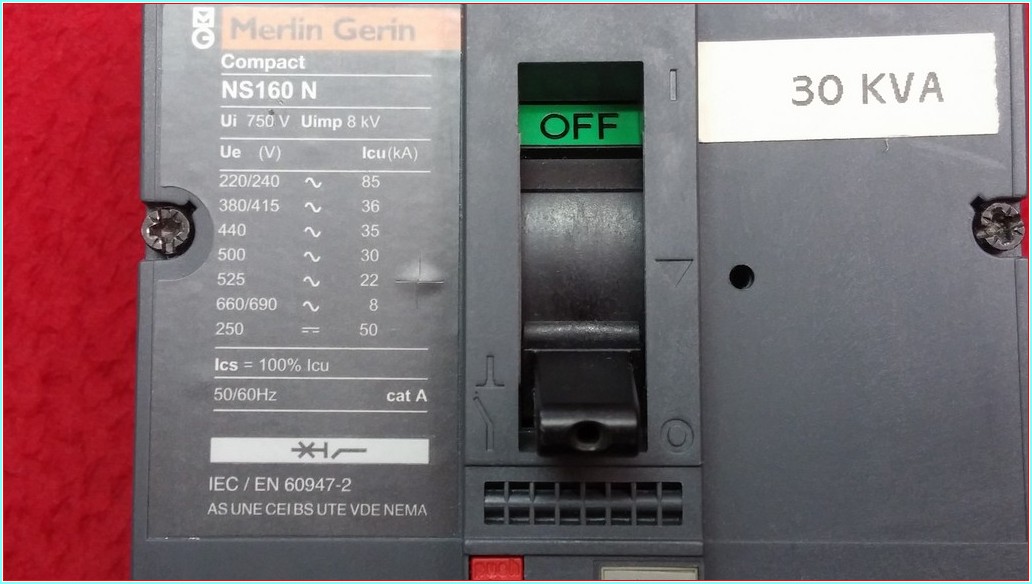 Merlin Gerin
Compact
NS160 N
Ui 750 V Uimp 8 kV
Ue (V) Icu(kA)
220/240 ∿ 85
380/415 ∿ 36
440 ∿ 35
500 ∿ 30
525 ∿ 22
660/690 ∿ 8
250 ⎓ 50
Ics = 100% Icu
50/60Hz cat A
IEC / EN 60947-2
AS UNE CEI BS UTE VDE NEMA
I
OFF
O
30 KVA
push